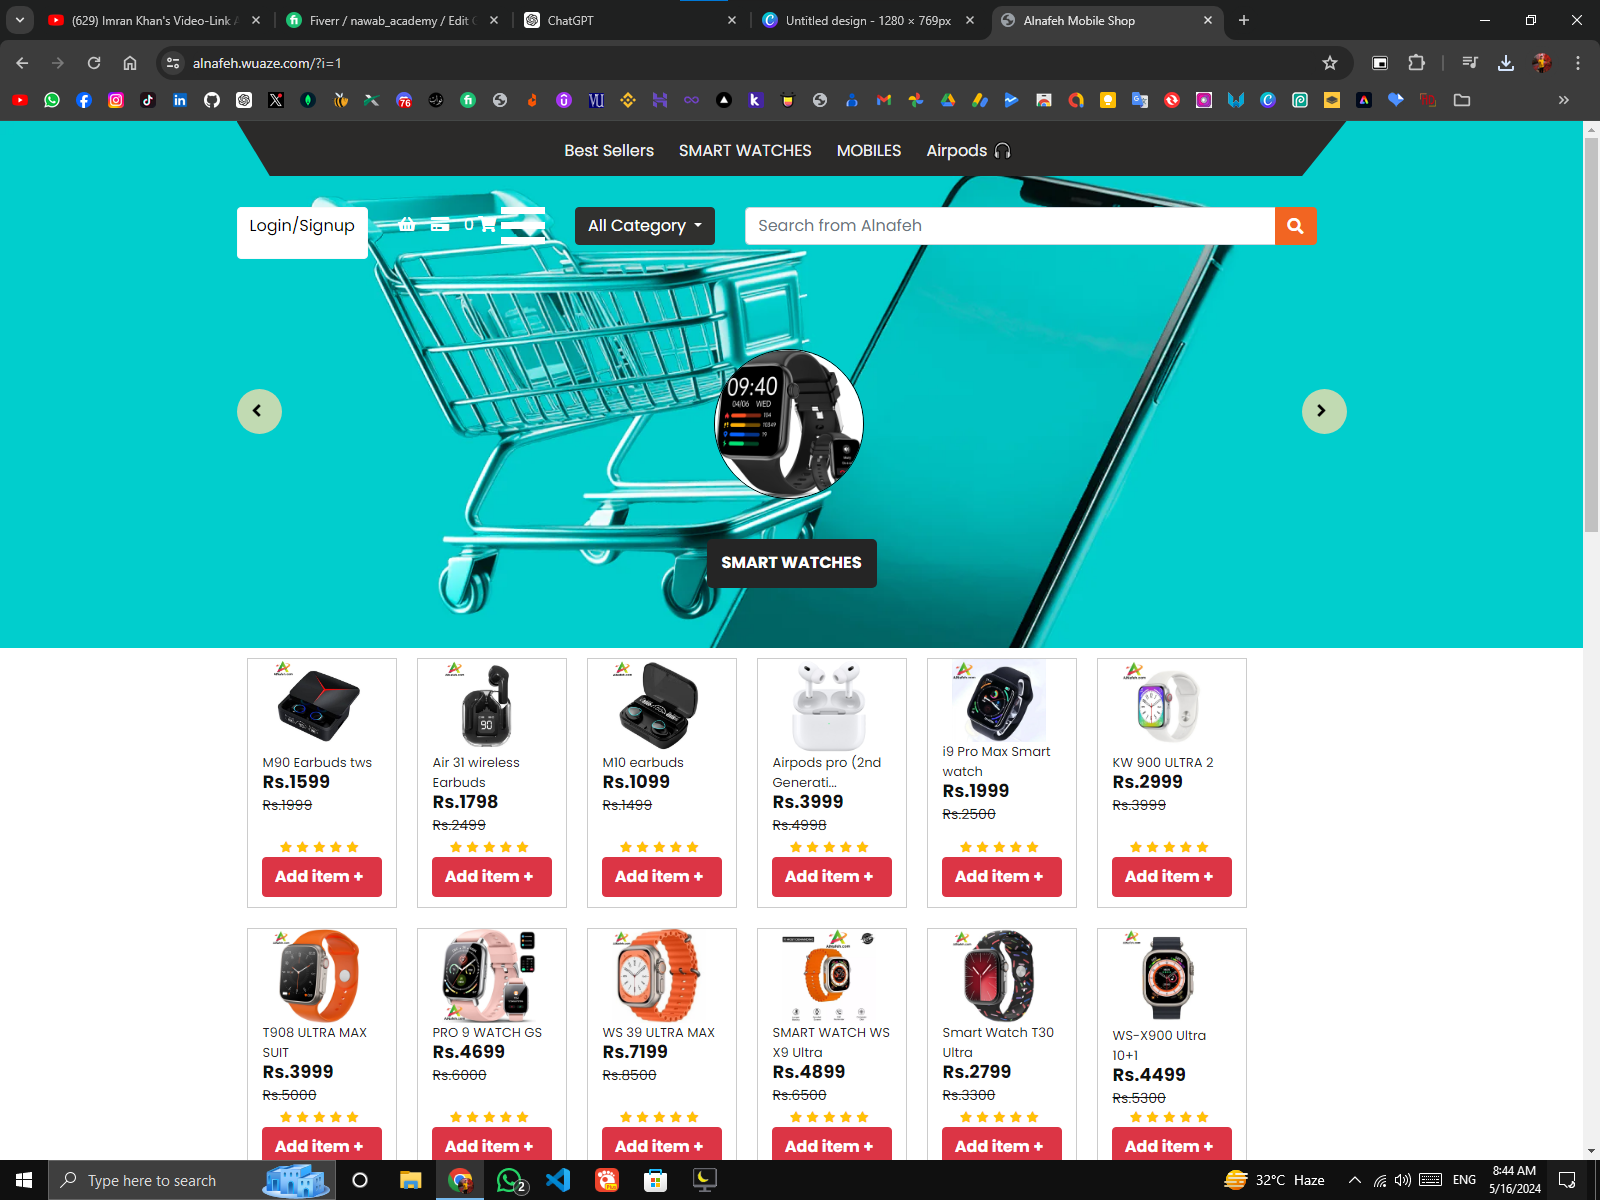 (629) Imran Khan's Video-Link A
Fiverr / nawab_academy / Edit G
ChatGPT
Untitled design - 1280 × 769px
Alnafeh Mobile Shop
alnafeh.wuaze.com/?i=1
76
VU
Best Sellers
SMART WATCHES
MOBILES
Airpods
Login/Signup
0
All Category
Search from Alnafeh
09:40
04/06 WED
SMART WATCHES
M90 Earbuds tws
Rs.1599
Rs.1999
Add item +
90
Air 31 wireless
Earbuds
Rs.1798
Rs.2499
Add item +
M10 earbuds
Rs.1099
Rs.1499
Add item +
Airpods pro (2nd
Generati...
Rs.3999
Rs.4998
Add item +
i9 Pro Max Smart
watch
Rs.1999
Rs.2500
Add item +
KW 900 ULTRA 2
Rs.2999
Rs.3999
Add item +
T908 ULTRA MAX
SUIT
Rs.3999
Rs.5000
Add item +
PRO 9 WATCH GS
Rs.4699
Rs.6000
Add item +
WS 39 ULTRA MAX
Rs.7199
Rs.8500
Add item +
SMART WATCH WS
X9 Ultra
Rs.4899
Rs.6500
Add item +
Smart Watch T30
Ultra
Rs.2799
Rs.3300
Add item +
WS-X900 Ultra
10+1
Rs.4499
Rs.5300
Add item +
Type here to search
2
32°C Haze
ENG
8:44 AM
5/16/2024